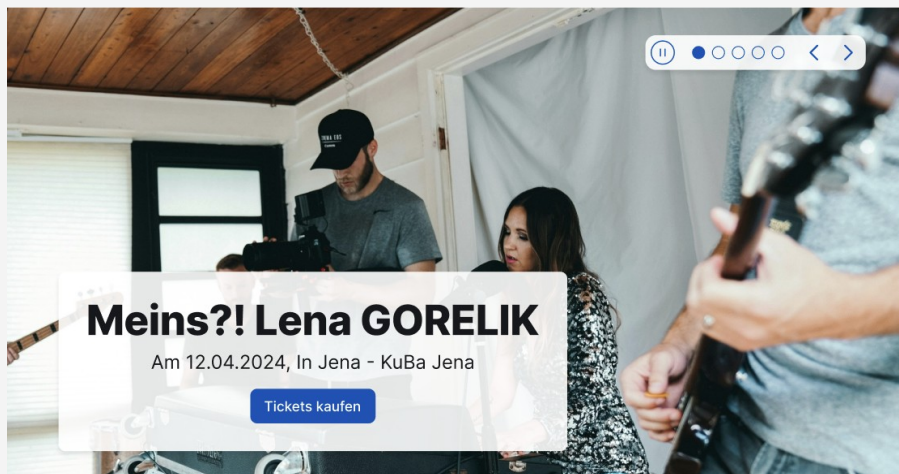 Meins?! Lena GORELIK
Am 12.04.2024, In Jena - KuBa Jena
Tickets kaufen